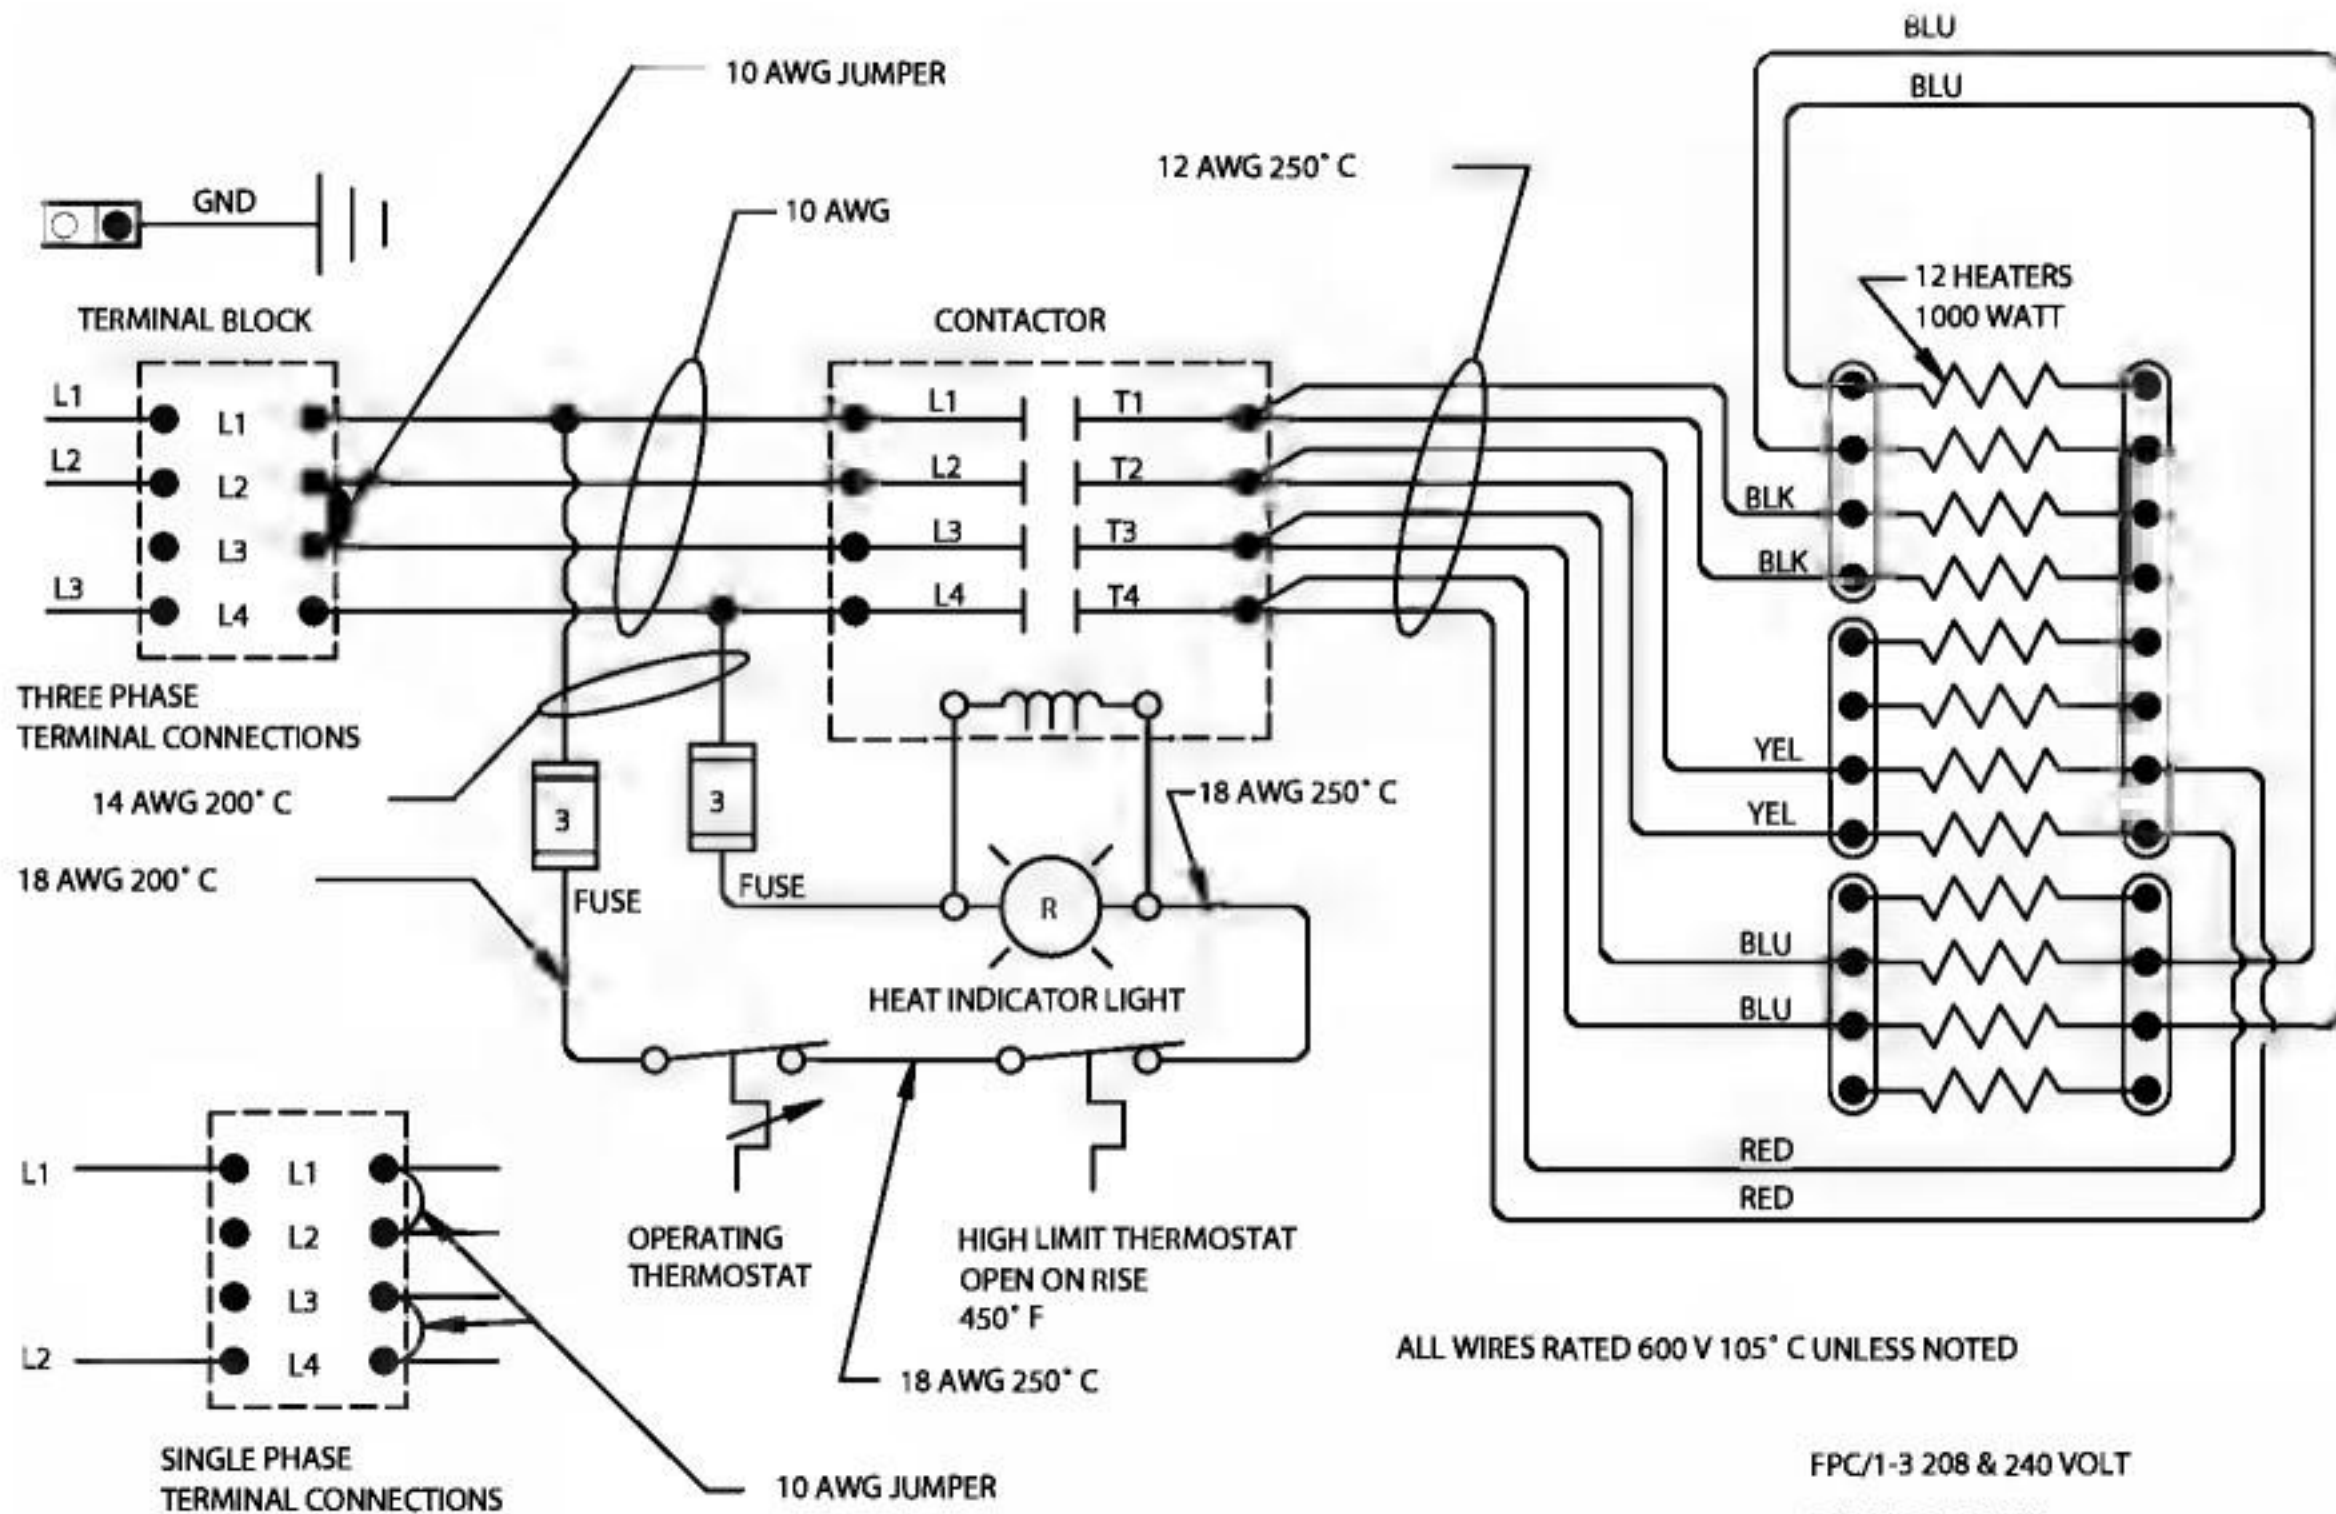 BLU
10 AWG JUMPER
BLU
12 AWG 250° C
GND
10 AWG
12 HEATERS
1000 WATT
TERMINAL BLOCK
CONTACTOR
L1
L1
L1
T1
L2
L2
L2
T2
BLK
L3
L3
T3
BLK
L3
L4
L4
T4
THREE PHASE
TERMINAL CONNECTIONS
YEL
14 AWG 200° C
3
3
18 AWG 250° C
YEL
18 AWG 200° C
FUSE
FUSE
R
BLU
HEAT INDICATOR LIGHT
BLU
RED
L1
L1
RED
L2
OPERATING
THERMOSTAT
HIGH LIMIT THERMOSTAT
OPEN ON RISE
450° F
L3
L2
L4
ALL WIRES RATED 600 V 105° C UNLESS NOTED
18 AWG 250° C
SINGLE PHASE
TERMINAL CONNECTIONS
10 AWG JUMPER
FPC/1-3 208 & 240 VOLT